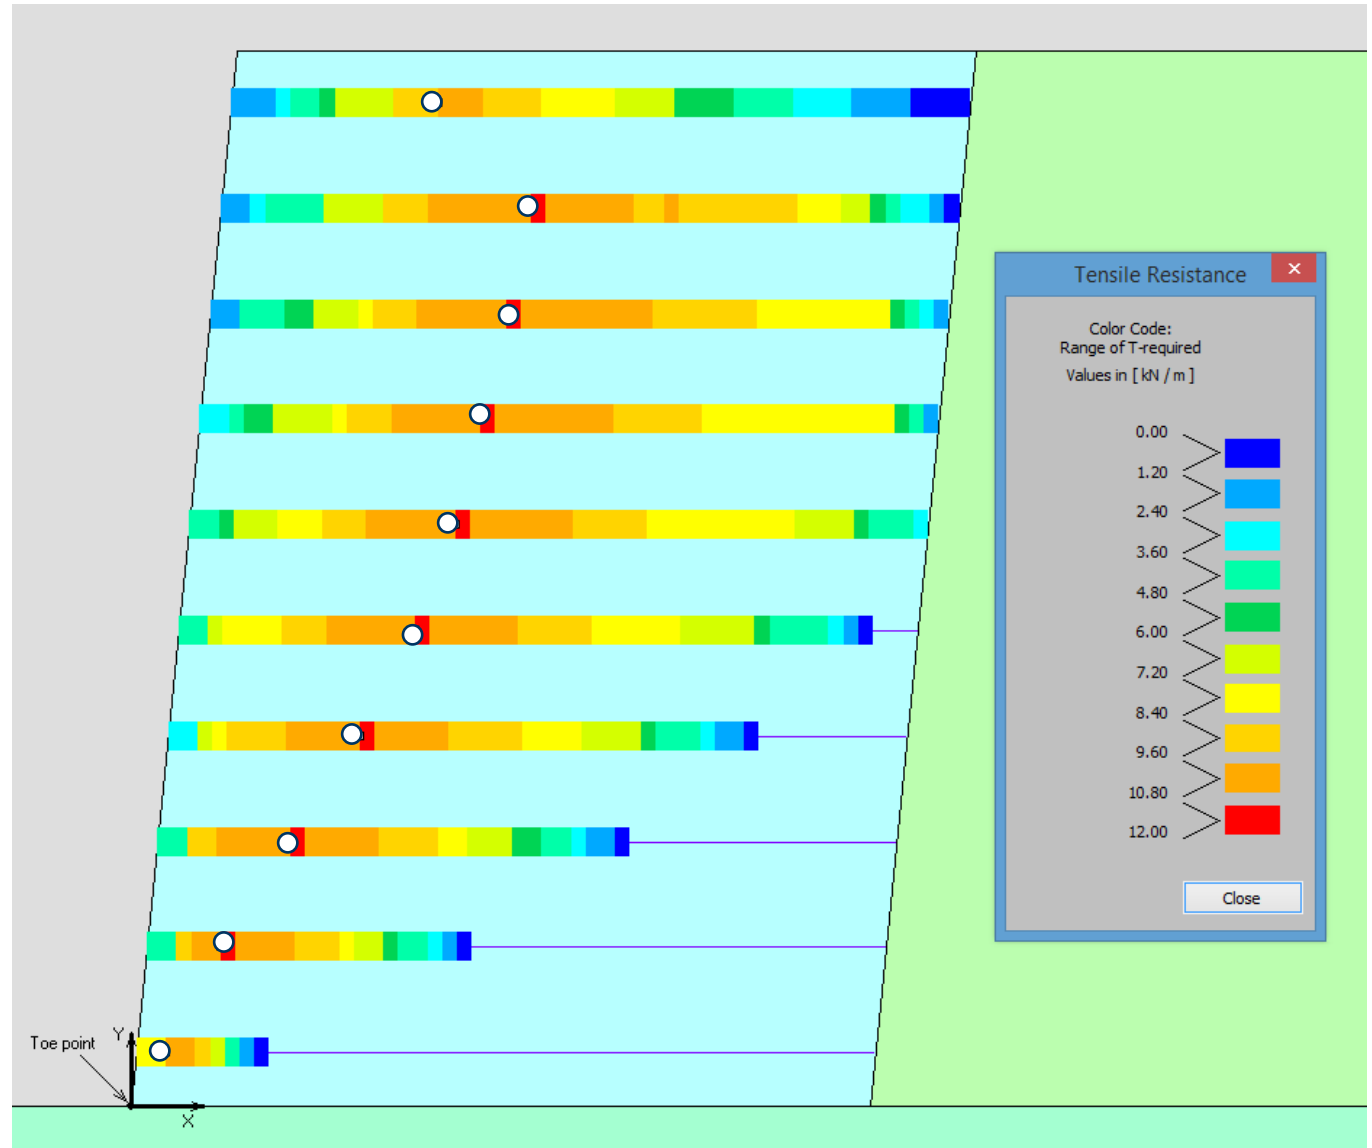 Tensile Resistance
Color Code:
Range of T-required
Values in [ kN / m ]
0.00
1.20
2.40
3.60
4.80
6.00
7.20
8.40
9.60
10.80
12.00
Close
Toe point
Y
X